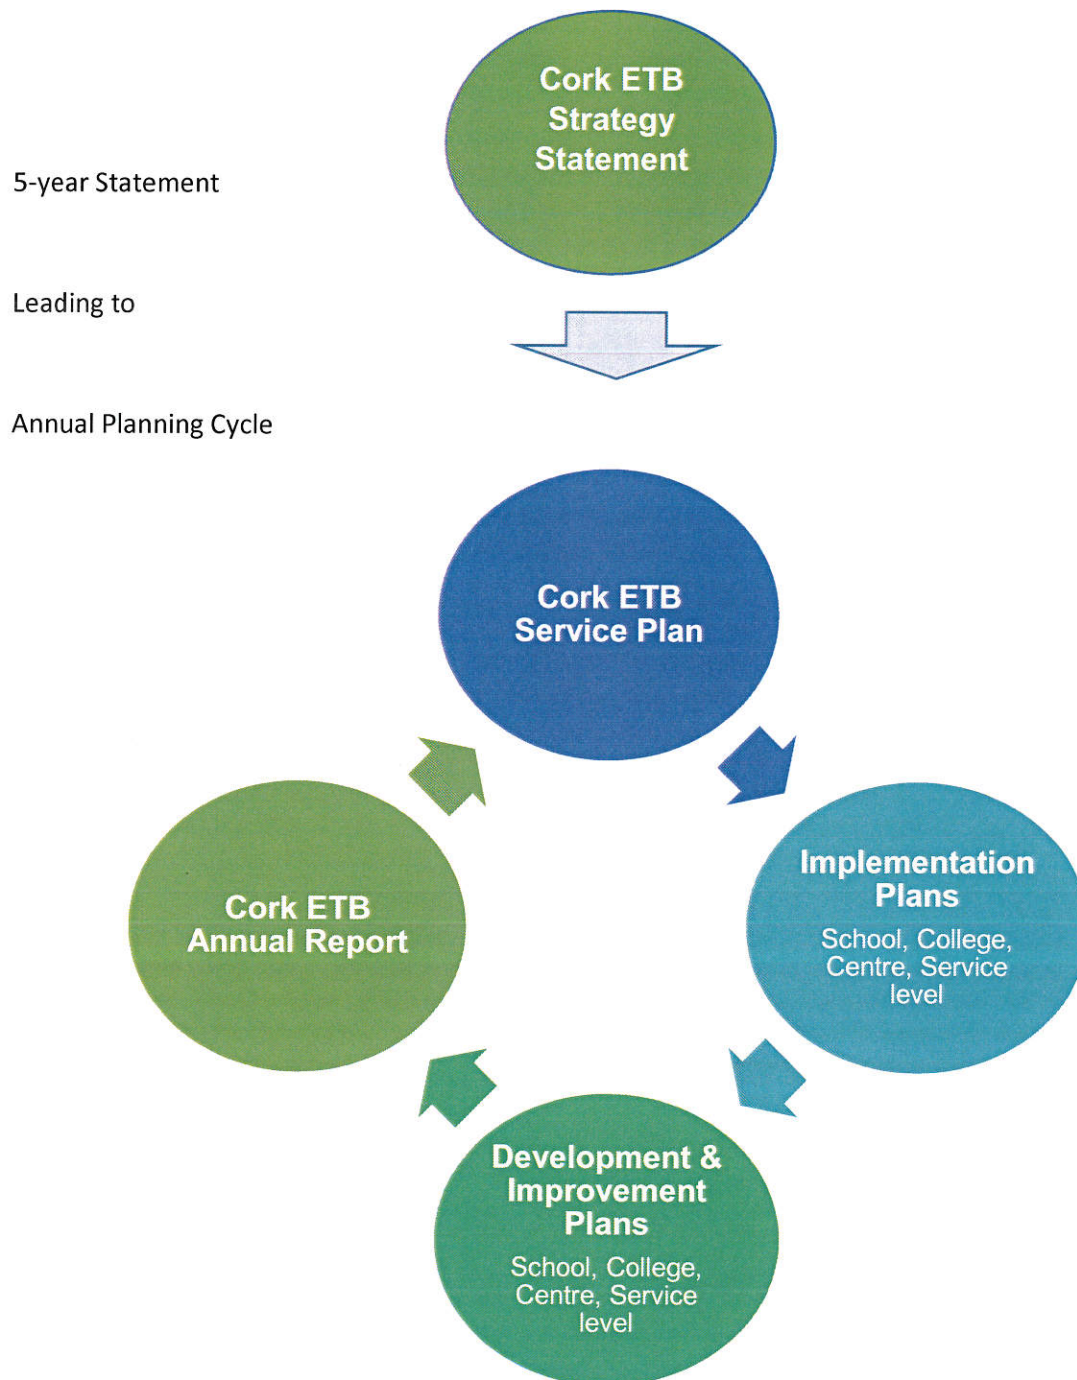 Cork ETB
Strategy
Statement
5-year Statement
Leading to
Annual Planning Cycle
Cork ETB
Service Plan
Implementation
Plans
School, College,
Centre, Service
level
Cork ETB
Annual Report
Development &
Improvement
Plans
School, College,
Centre, Service
level